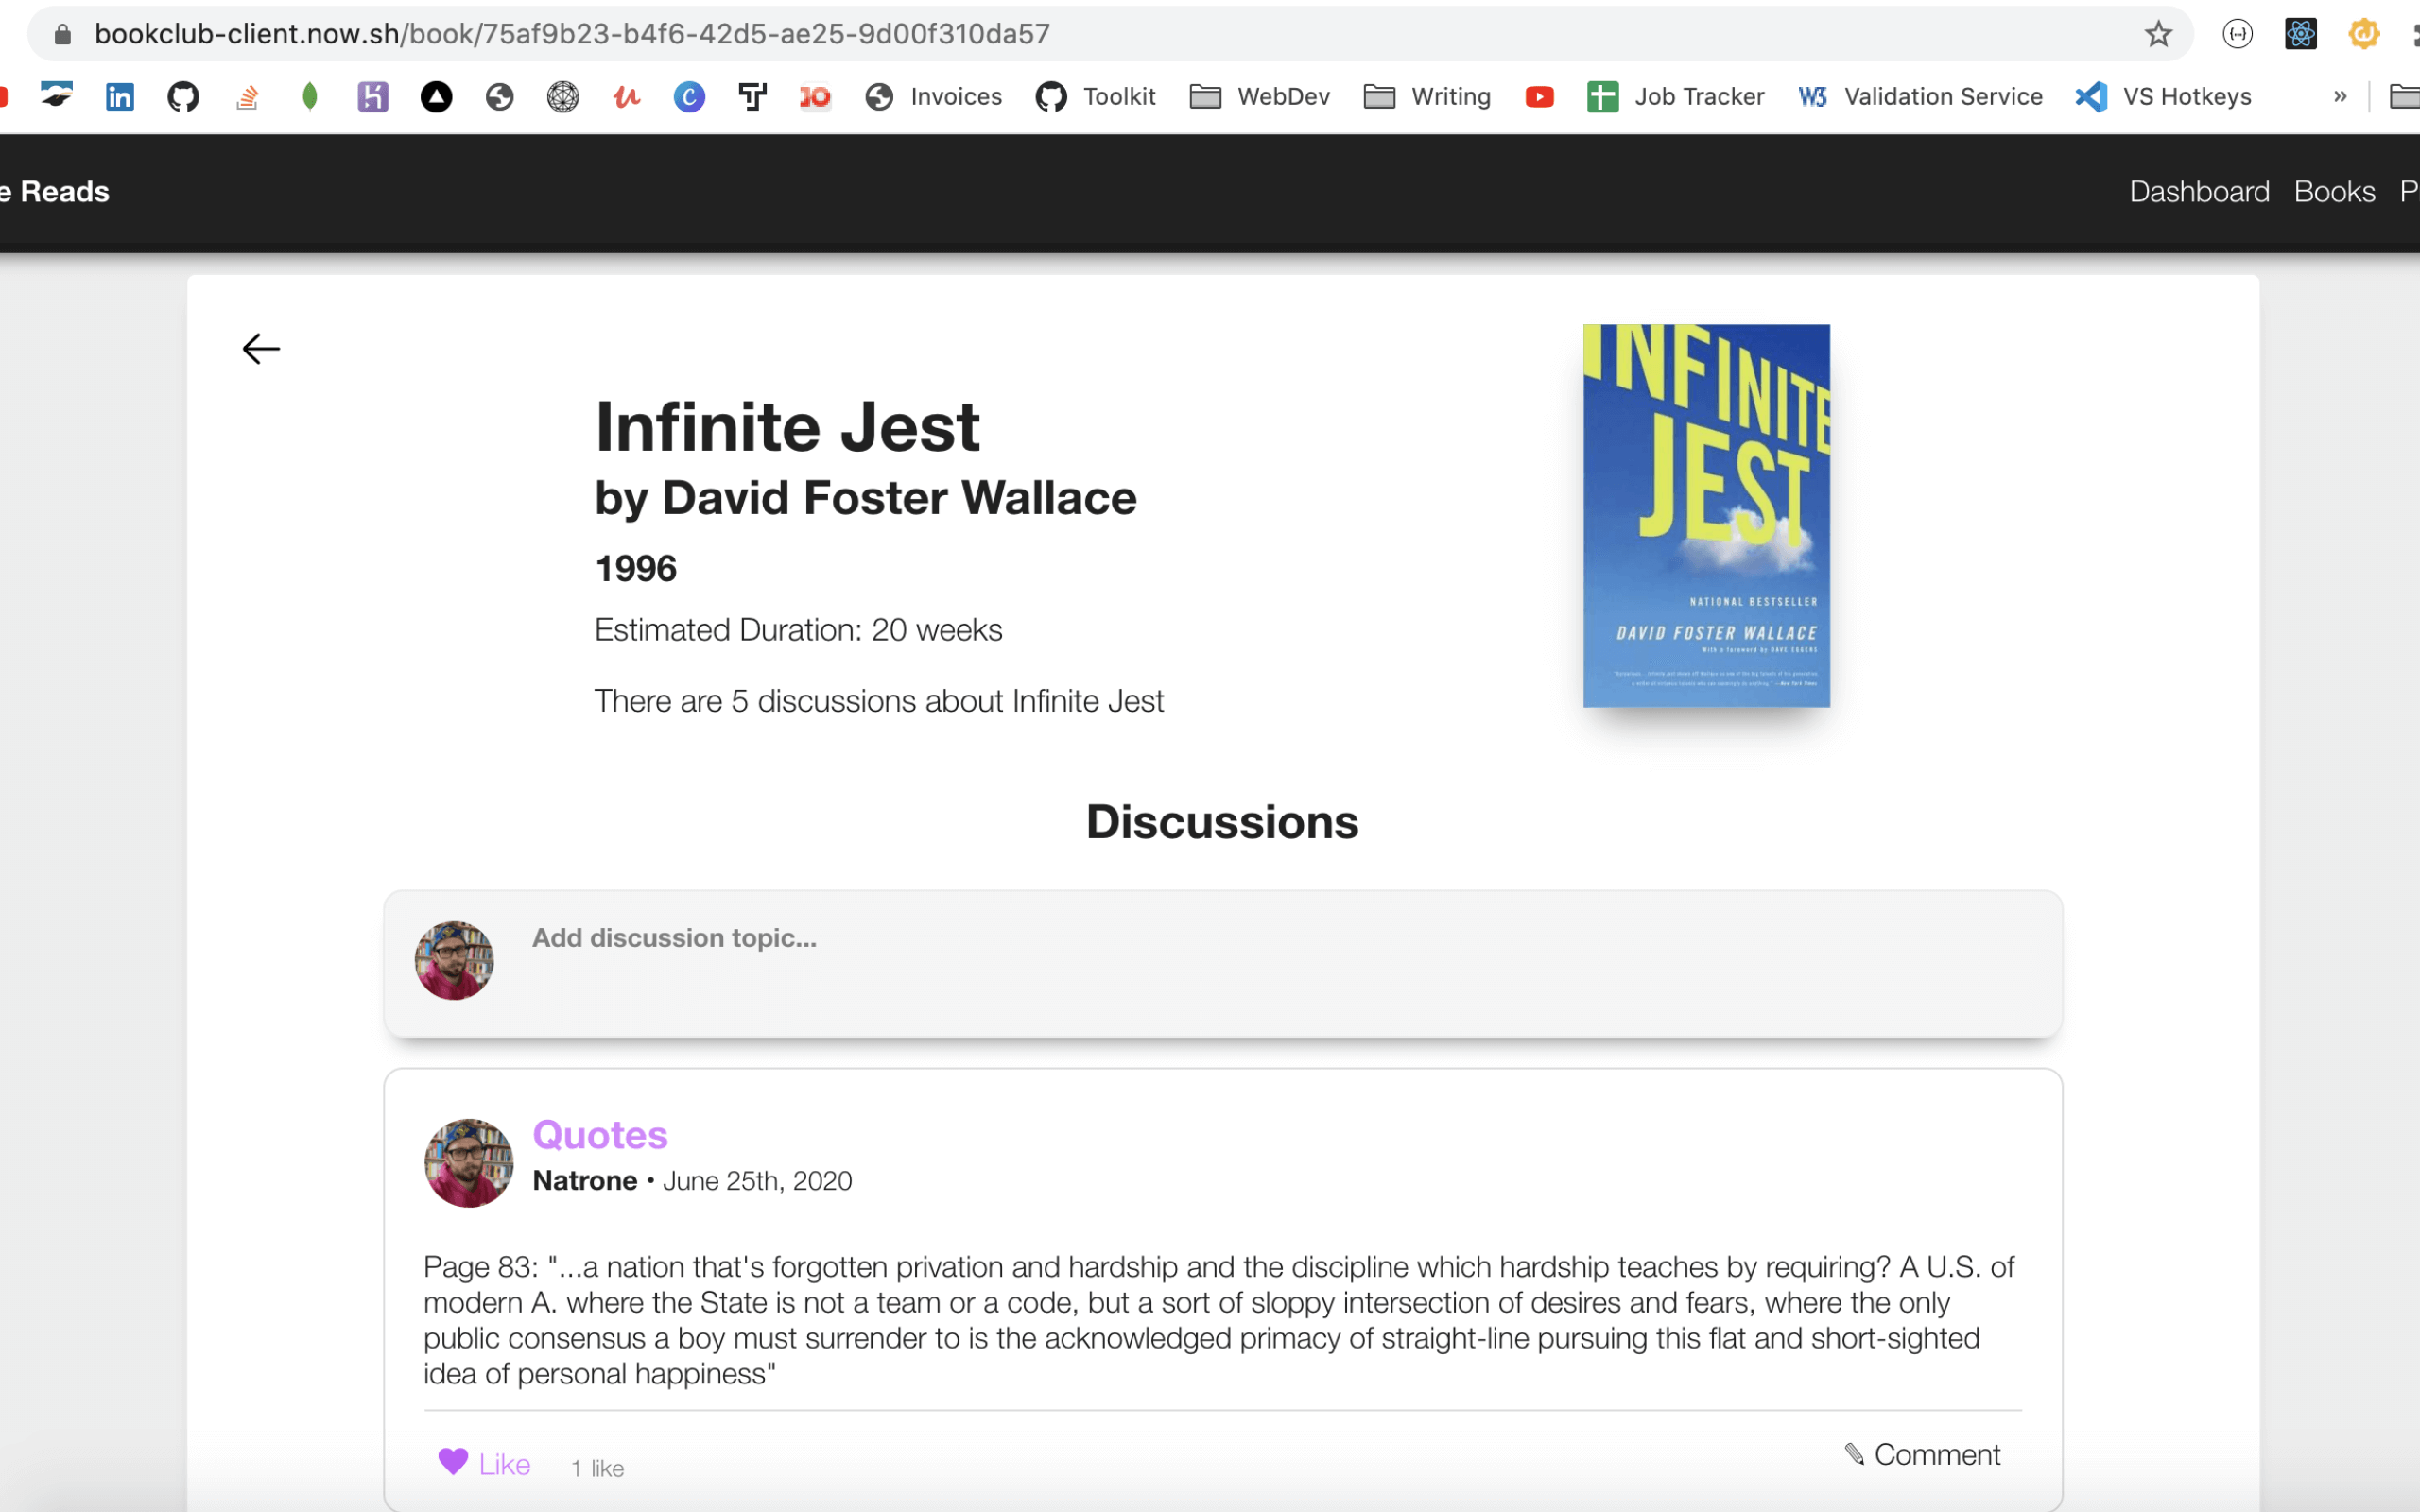 bookclub-client.now.sh/book/75af9b23-b4f6-42d5-ae25-9d00f310da57
Invoices Toolkit WebDev Writing Job Tracker Validation Service VS Hotkeys »
e Reads Dashboard Books P
INFINITE
JEST
NATIONAL BESTSELLER
DAVID FOSTER WALLACE
With a foreword by DAVE EGGERS
Infinite Jest
by David Foster Wallace
1996
Estimated Duration: 20 weeks
There are 5 discussions about Infinite Jest
Discussions
Add discussion topic...
Quotes
Natrone • June 25th, 2020
Page 83: "...a nation that's forgotten privation and hardship and the discipline which hardship teaches by requiring? A U.S. of
modern A. where the State is not a team or a code, but a sort of sloppy intersection of desires and fears, where the only
public consensus a boy must surrender to is the acknowledged primacy of straight-line pursuing this flat and short-sighted
idea of personal happiness"
Like 1 like Comment